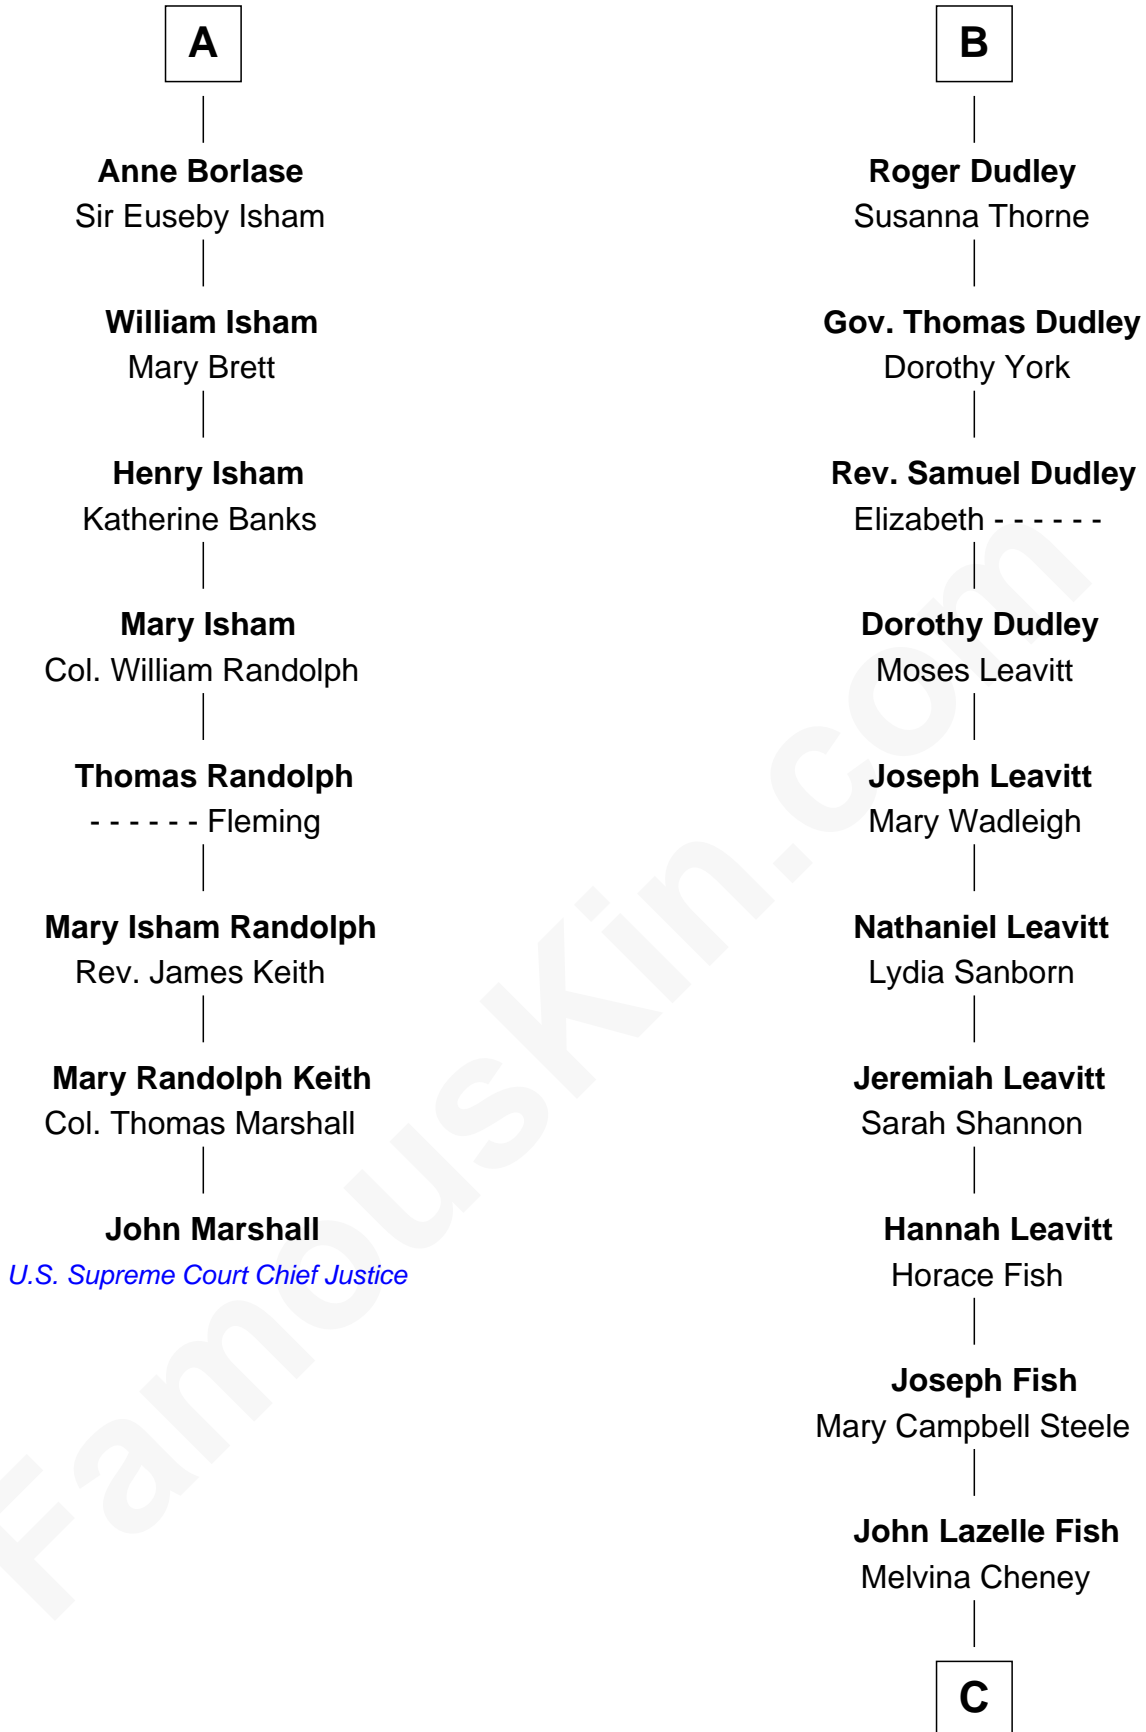 A
Anne Borlase
Sir Euseby Isham
William Isham
Mary Brett
Henry Isham
Katherine Banks
Mary Isham
Col. William Randolph
Thomas Randolph
- - - - - - Fleming
Mary Isham Randolph
Rev. James Keith
Mary Randolph Keith
Col. Thomas Marshall
John Marshall
U.S. Supreme Court Chief Justice
B
Roger Dudley
Susanna Thorne
Gov. Thomas Dudley
Dorothy York
Rev. Samuel Dudley
Elizabeth - - - - - -
Dorothy Dudley
Moses Leavitt
Joseph Leavitt
Mary Wadleigh
Nathaniel Leavitt
Lydia Sanborn
Jeremiah Leavitt
Sarah Shannon
Hannah Leavitt
Horace Fish
Joseph Fish
Mary Campbell Steele
John Lazelle Fish
Melvina Cheney
C
FamousKin.com